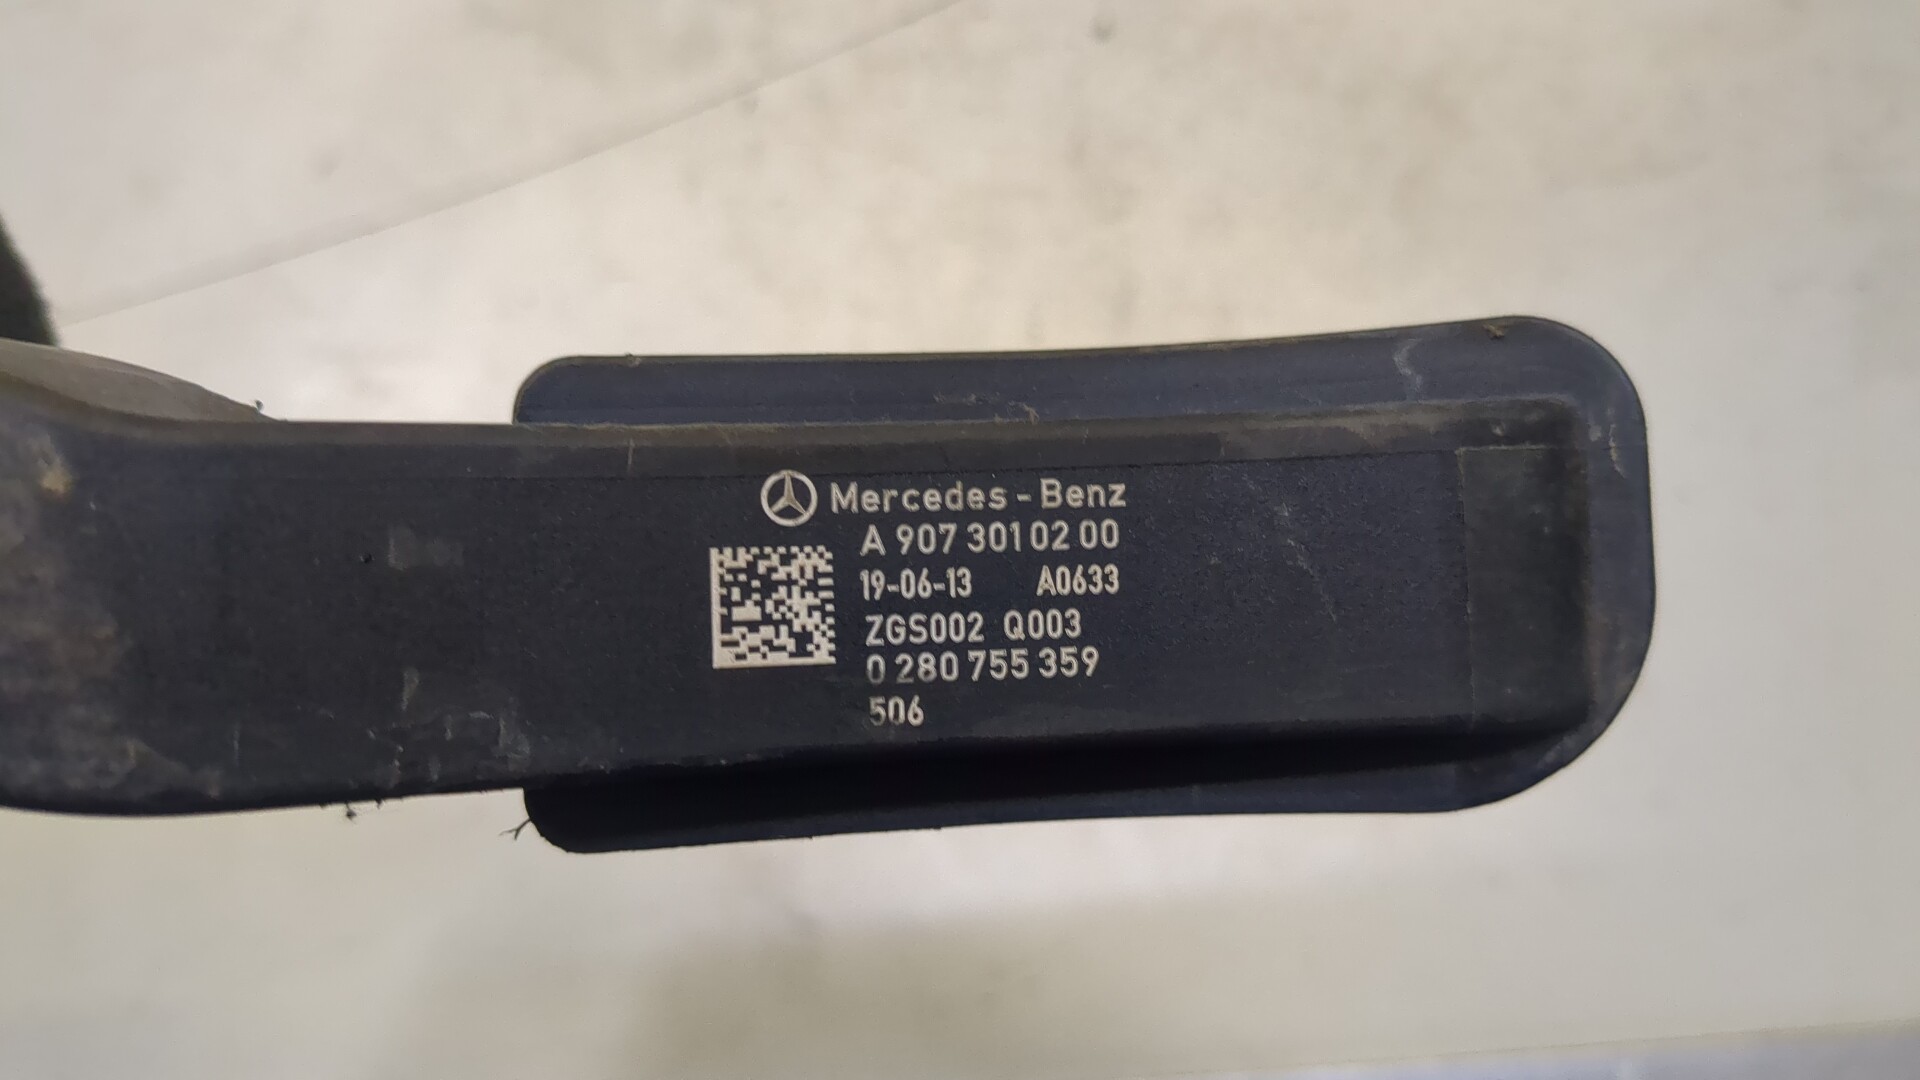 Mercedes-Benz
A 907 301 02 00
19-06-13 A0633
ZGS002 Q003
0 280 755 359
506